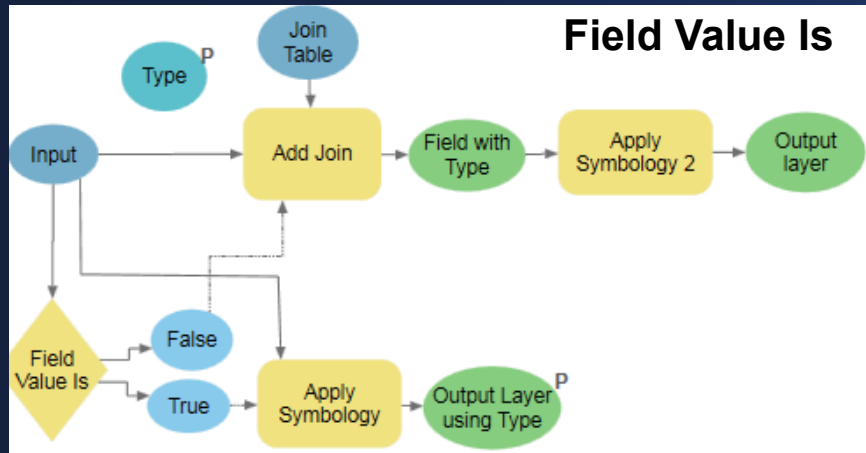 Field Value Is
Join
Table
Type
P
Input
Add Join
Field with
Type
Apply
Symbology 2
Output
layer
False
Field
Value Is
True
Apply
Symbology
Output Layer
using Type
P